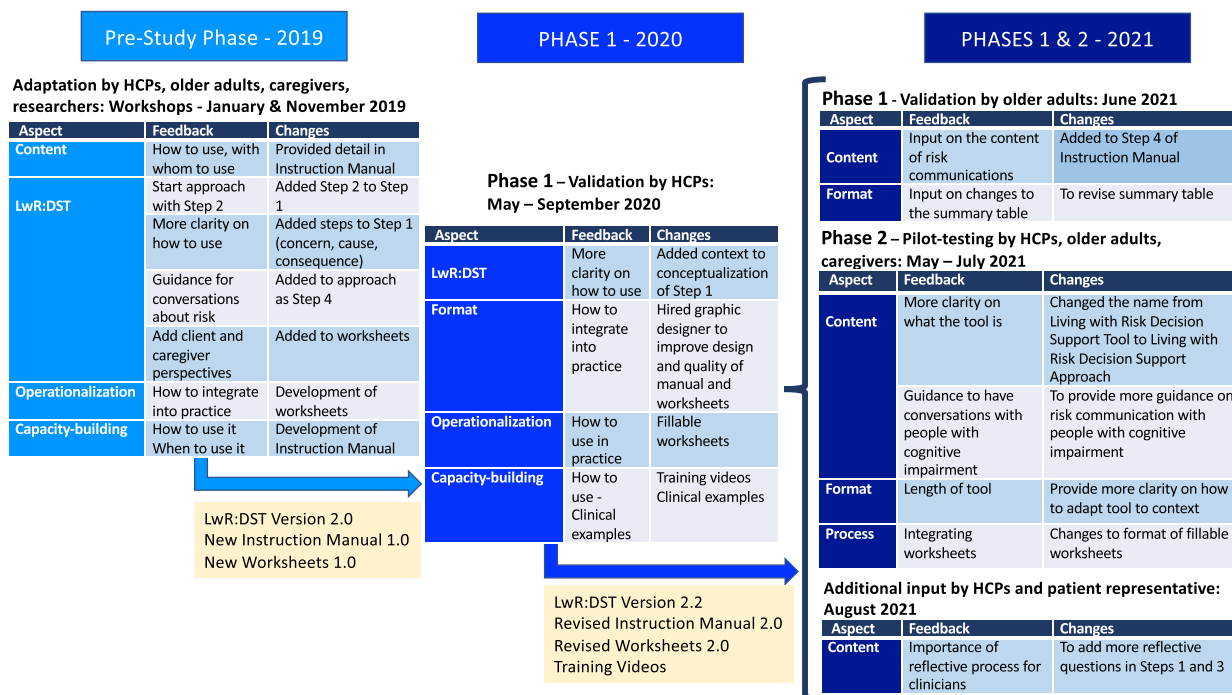 Pre-Study Phase - 2019
PHASE 1 - 2020
PHASES 1 & 2 - 2021
Adaptation by HCPs, older adults, caregivers,
researchers: Workshops - January & November 2019
Aspect Feedback Changes
Content
How to use, with
whom to use
Provided detail in
Instruction Manual
LwR:DST
Start approach
with Step 2
Added Step 2 to Step
1
More clarity on
how to use
Added steps to Step 1
(concern, cause,
consequence)
Guidance for
conversations
about risk
Added to approach
as Step 4
Add client and
caregiver
perspectives
Added to worksheets
Operationalization
How to integrate
into practice
Development of
worksheets
Capacity-building
How to use it
When to use it
Development of
Instruction Manual
LwR:DST Version 2.0
New Instruction Manual 1.0
New Worksheets 1.0
Phase 1 – Validation by HCPs:
May – September 2020
Aspect Feedback Changes
LwR:DST
More
clarity on
how to use
Added context to
conceptualization
of Step 1
Format
How to
integrate
into
practice
Hired graphic
designer to
improve design
and quality of
manual and
worksheets
Operationalization
How to
use in
practice
Fillable
worksheets
Capacity-building
How to
use -
Clinical
examples
Training videos
Clinical examples
LwR:DST Version 2.2
Revised Instruction Manual 2.0
Revised Worksheets 2.0
Training Videos
Phase 1 - Validation by older adults: June 2021
Aspect Feedback Changes
Content
Input on the content
of risk
communications
Added to Step 4 of
Instruction Manual
Format
Input on changes to
the summary table
To revise summary table
Phase 2 – Pilot-testing by HCPs, older adults,
caregivers: May – July 2021
Aspect Feedback Changes
Content
More clarity on
what the tool is
Changed the name from
Living with Risk Decision
Support Tool to Living with
Risk Decision Support
Approach
Guidance to have
conversations with
people with
cognitive
impairment
To provide more guidance on
risk communication with
people with cognitive
impairment
Format
Length of tool
Provide more clarity on how
to adapt tool to context
Process
Integrating
worksheets
Changes to format of fillable
worksheets
Additional input by HCPs and patient representative:
August 2021
Aspect Feedback Changes
Content
Importance of
reflective process for
clinicians
To add more reflective
questions in Steps 1 and 3